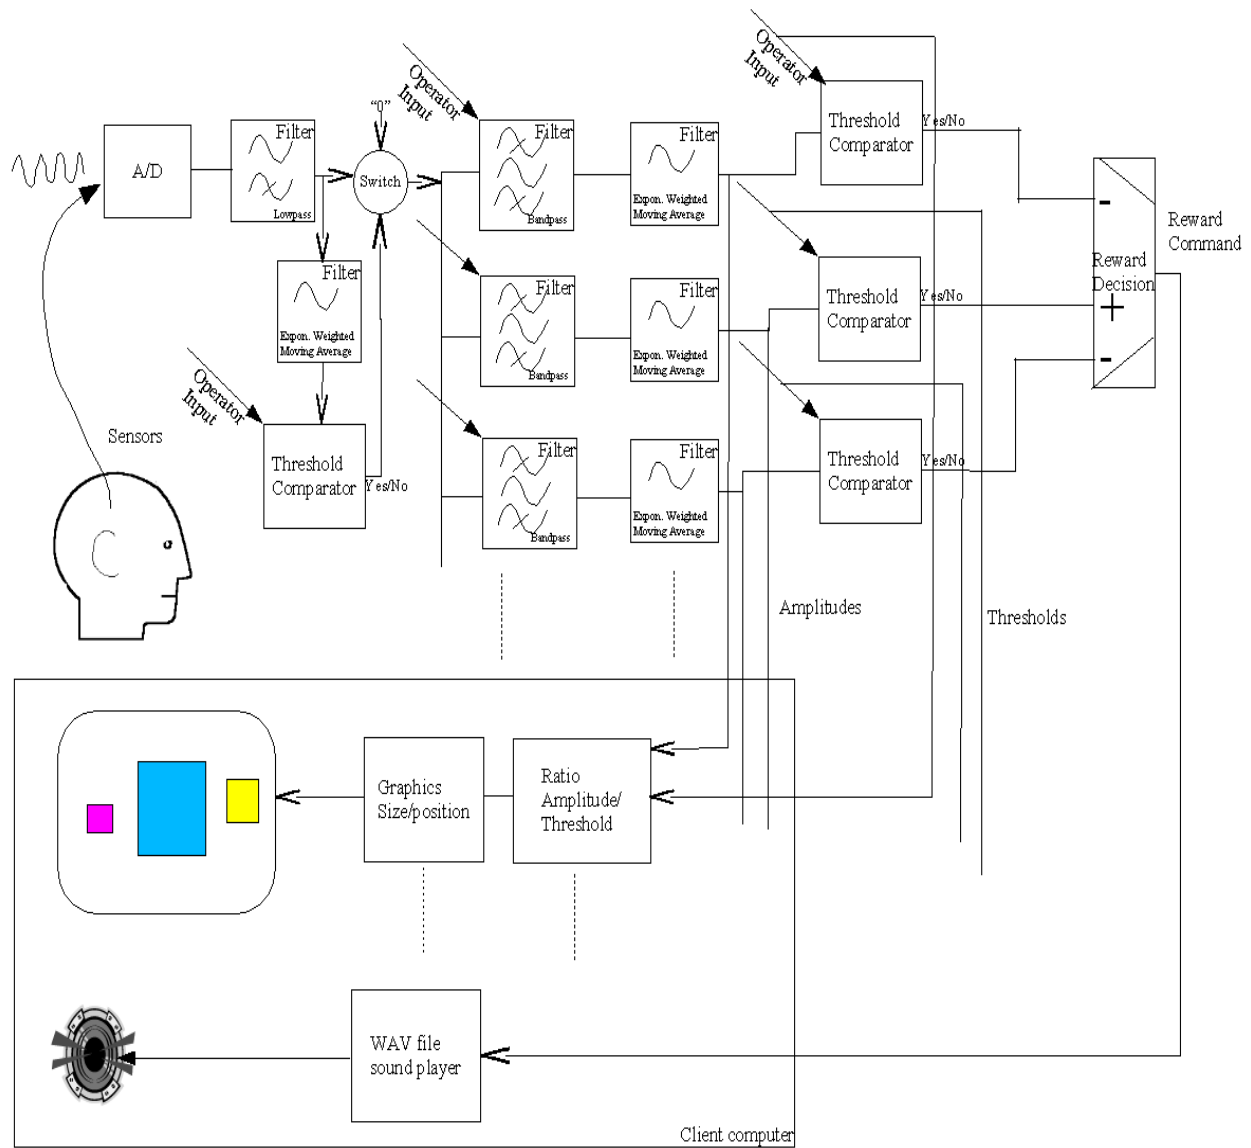 Operator
Input
Operator
Input
"0"
A/D
Filter
Lowpass
Switch
Filter
Bandpass
Filter
Expon. Weighted
Moving Average
Threshold
Comparator
Yes/No
-
Reward
Command
Filter
Expon. Weighted
Moving Average
Filter
Bandpass
Filter
Expon. Weighted
Moving Average
Threshold
Comparator
Yes/No
Reward
Decision
+
-
Operator
Input
Sensors
Threshold
Comparator
Yes/No
Filter
Bandpass
Filter
Expon. Weighted
Moving Average
Threshold
Comparator
Yes/No
Amplitudes
Thresholds
Graphics
Size/position
Ratio
Amplitude/
Threshold
WAV file
sound player
Client computer